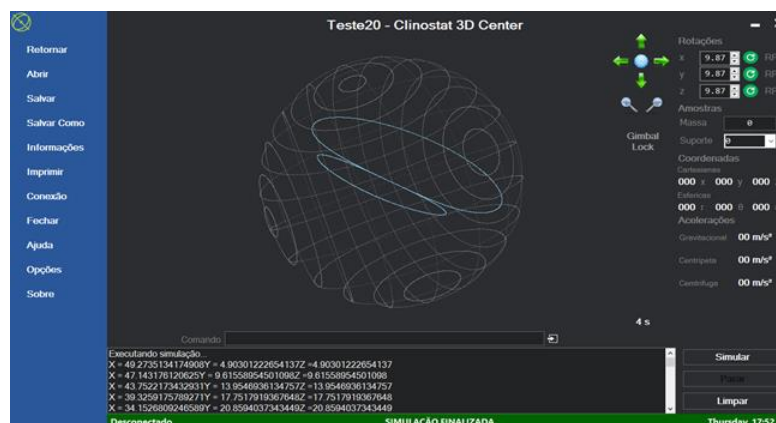 Teste20 - Clinostat 3D Center
Retornar
Abrir
Salvar
Salvar Como
Informações
Imprimir
Conexão
Fechar
Ajuda
Opções
Sobre
Gimbal
Lock
4 s
Rotações
x 9.87
y 9.87
z 9.87
Amostras
Massa 0
Suporte 0
Coordenadas
Cartesianas
000 x 000 y 000
Esféricas
000 r 000 θ 000
Acelerações
Gravitacional 00 m/s²
Centrípeta 00 m/s²
Centrífuga 00 m/s²
Comando
Executando simulação...
X = 49.2735134174908Y = 4.90301222654137Z =4.90301222654137
X = 47.143176120625Y = 9.61558954501098Z =9.61558954501098
X = 43.7522173432931Y = 13.9546936134757Z =13.9546936134757
X = 39.3259175789271Y = 17.7517919367648Z =17.7517919367648
X = 34.1526809246589Y = 20.8594037343449Z =20.8594037343449
Simular
Parar
Limpar
Desconectado SIMULAÇÃO FINALIZADA Thursday, 17:52